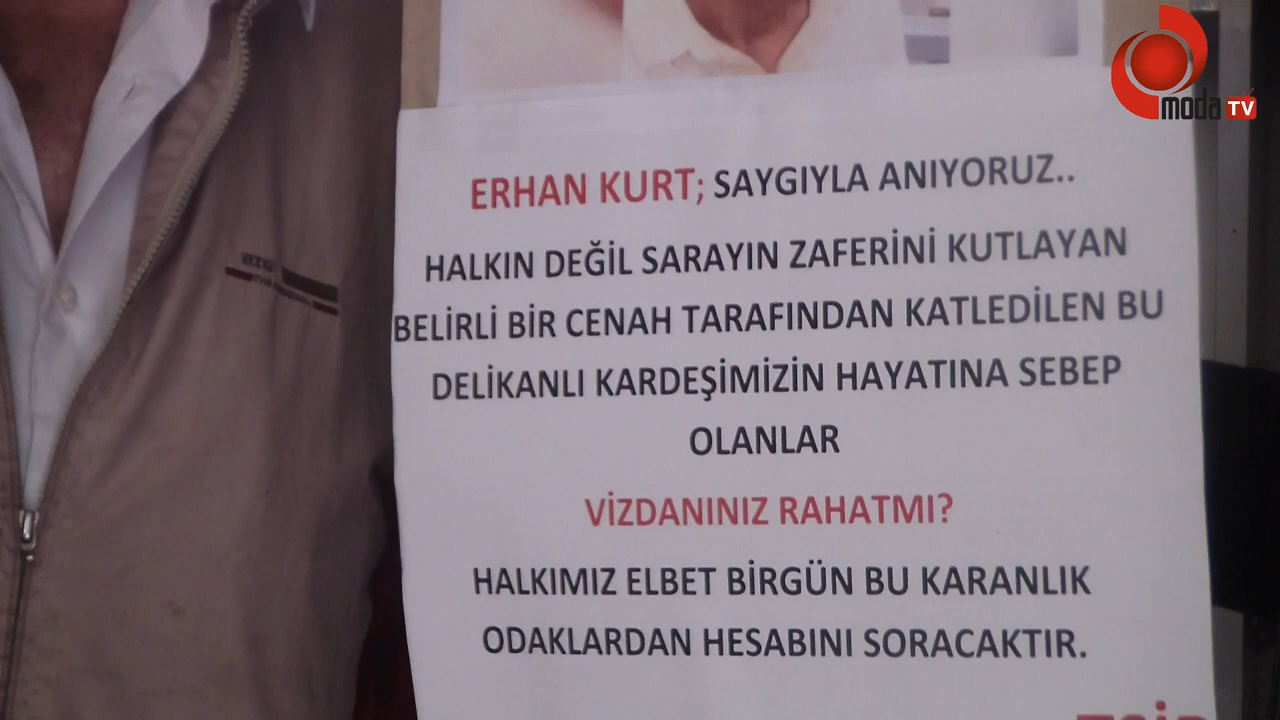 moda TV
ERHAN KURT; SAYGIYLA ANIYORUZ..
HALKIN DEĞİL SARAYIN ZAFERİNİ KUTLAYAN
BELİRLİ BİR CENAH TARAFINDAN KATLEDİLEN BU
DELİKANLI KARDEŞİMİZİN HAYATINA SEBEP
OLANLAR
VİZDANINIZ RAHATMI?
HALKIMIZ ELBET BİRGÜN BU KARANLIK
ODAKLARDAN HESABINI SORACAKTIR.